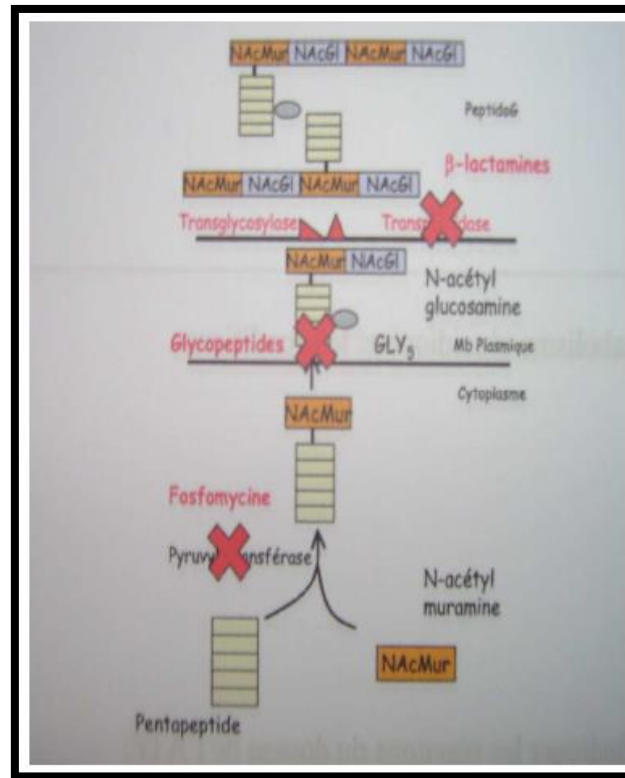 NAcMur NAcGl NAcMur NAcGl
PeptidoG
β-lactamines
NAcMur NAcGl NAcMur NAcGl
Transglycosylase
NAcMur NAcGl
N-acétyl
glucosamine
Glycopeptides
GLY5
Mb Plasmique
Cytoplasme
NAcMur
Fosfomycine
N-acétyl
muramine
NAcMur
Pentapeptide